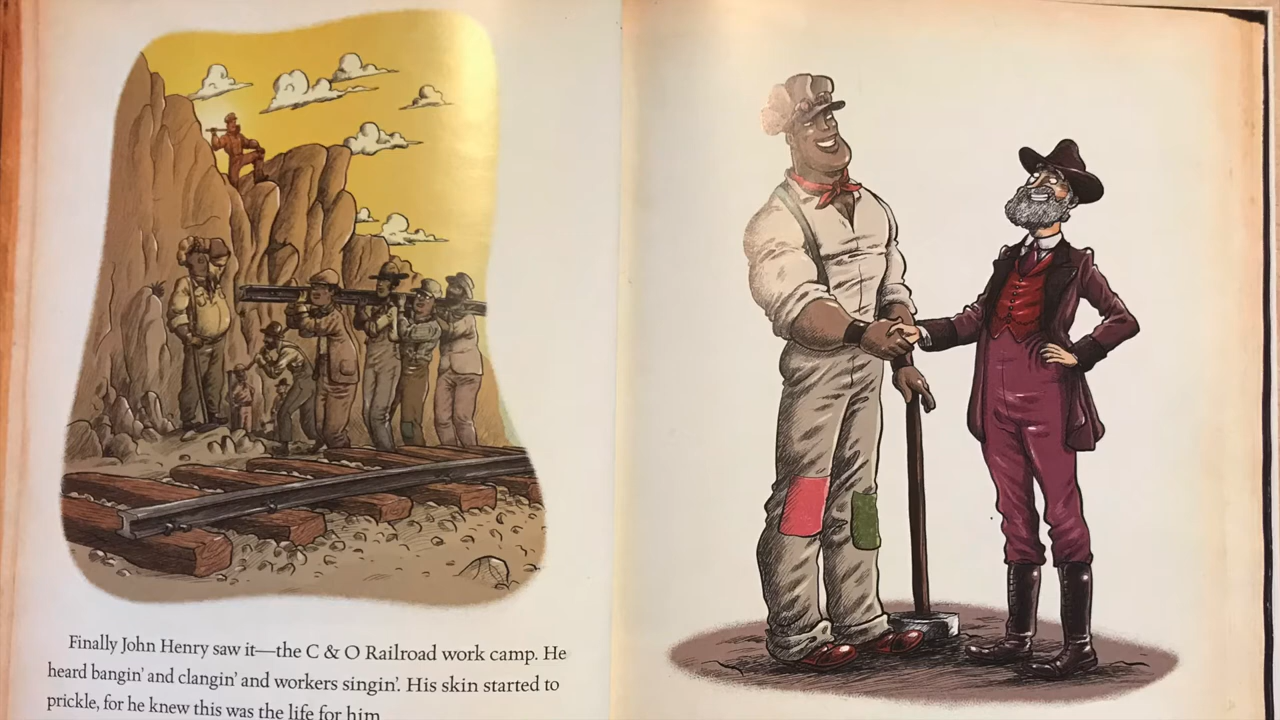 Finally John Henry saw it—the C & O Railroad work camp. He
heard bangin’ and clangin’ and workers singin’. His skin started to
prickle, for he knew this was the life for him